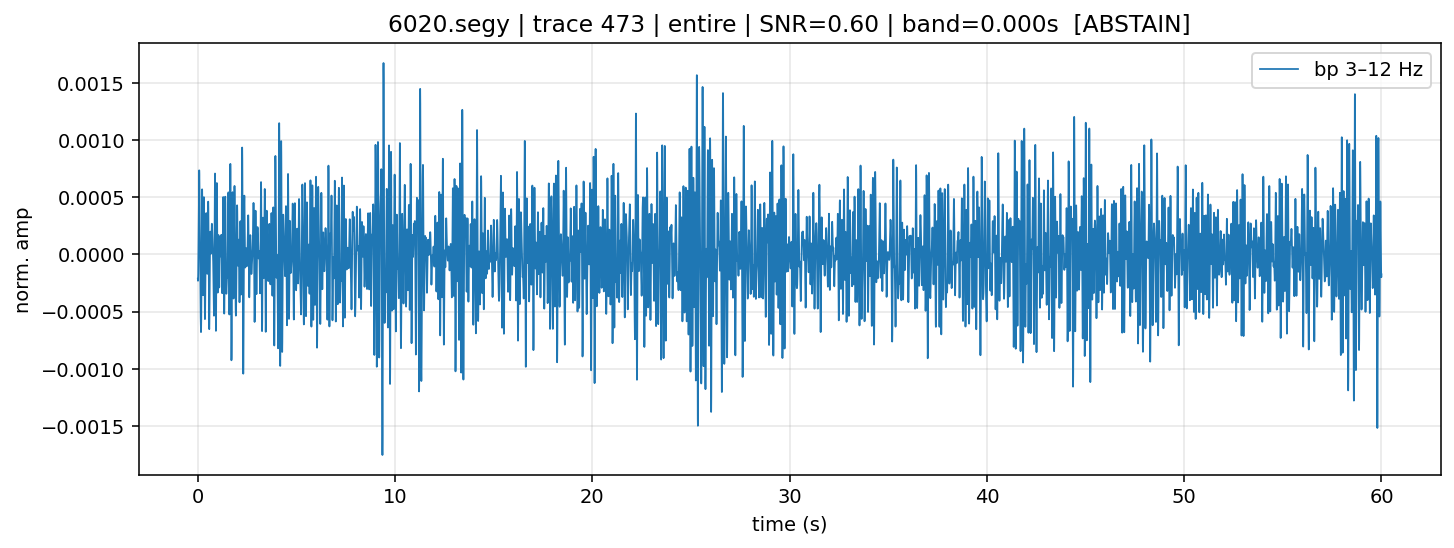 6020.segy | trace 473 | entire | SNR=0.60 | band=0.000s  [ABSTAIN]
bp 3–12 Hz
norm. amp
0.0015
0.0010
0.0005
0.0000
−0.0005
−0.0010
−0.0015
0 10 20 30 40 50 60
time (s)